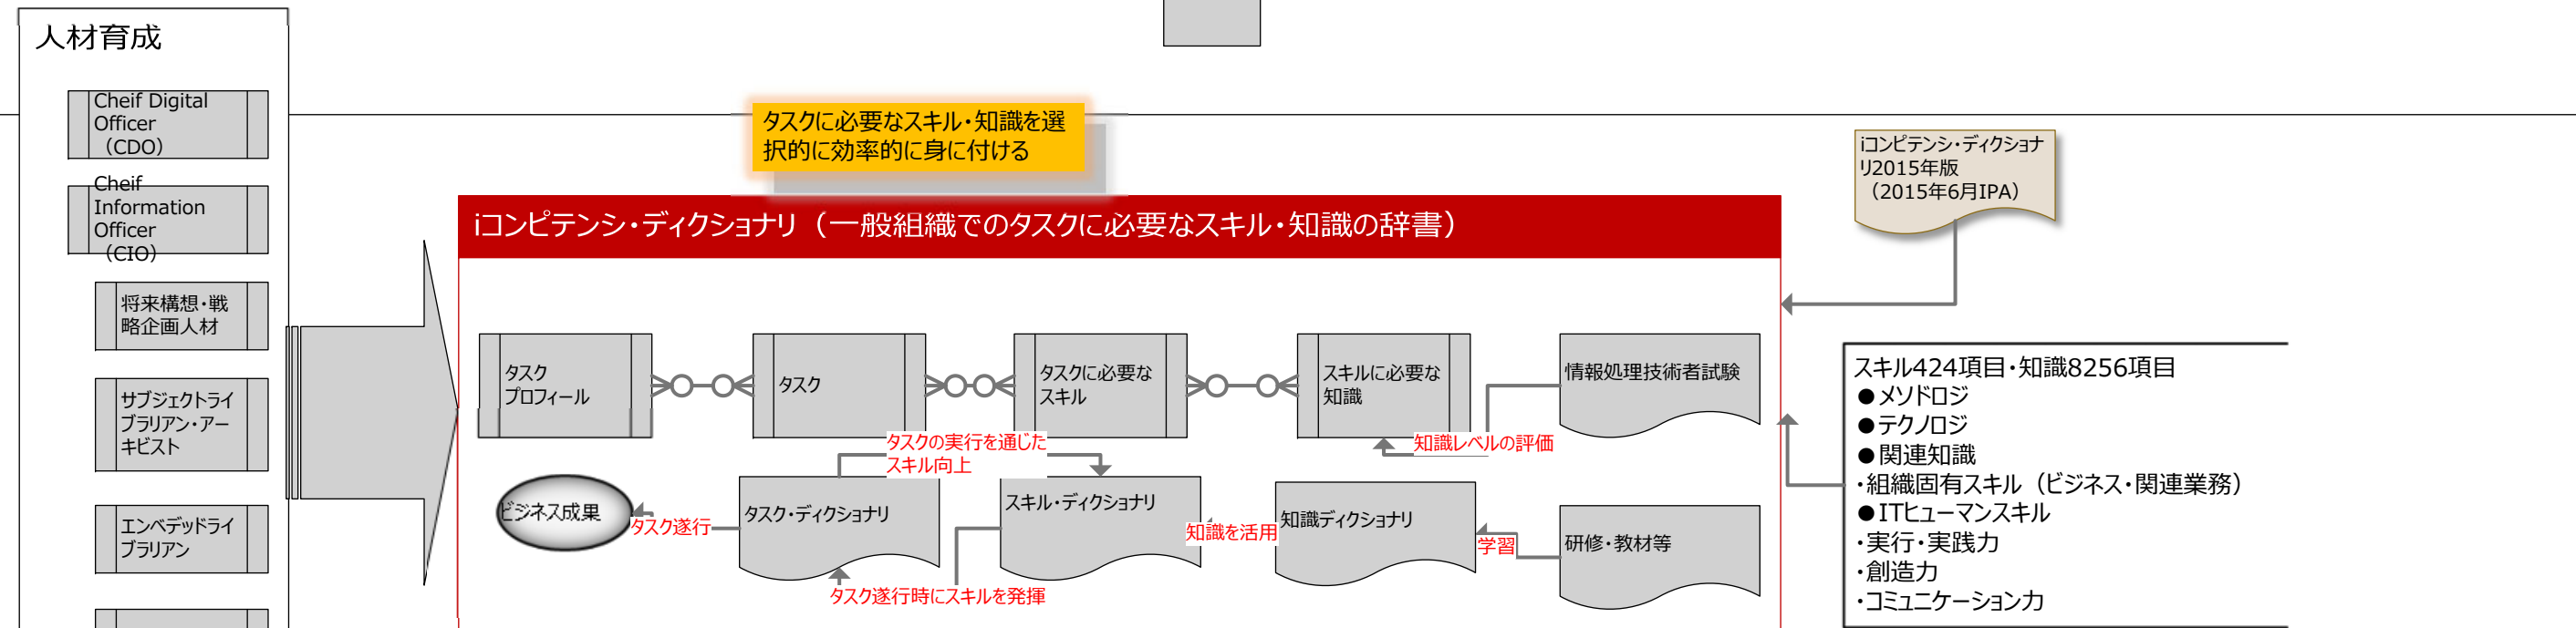 人材育成
Cheif Digital
Officer
（CDO）
Cheif
Information
Officer
（CIO）
将来構想・戦
略企画人材
サブジェクトライ
ブラリアン・アー
キビスト
エンベデッドライ
ブラリアン
タスクに必要なスキル・知識を選
択的に効率的に身に付ける
iコンピテンシ・ディクショナリ（一般組織でのタスクに必要なスキル・知識の辞書）
タスク
プロフィール
タスク
タスクに必要な
スキル
スキルに必要な
知識
情報処理技術者試験
タスクの実行を通じた
スキル向上
知識レベルの評価
ビジネス成果
タスク遂行
タスク・ディクショナリ
スキル・ディクショナリ
知識を活用
知識ディクショナリ
学習
研修・教材等
タスク遂行時にスキルを発揮
iコンピテンシ・ディクショナ
リ2015年版
（2015年6月IPA）
スキル424項目・知識8256項目
●メソドロジ
●テクノロジ
●関連知識
・組織固有スキル（ビジネス・関連業務）
●ITヒューマンスキル
・実行・実践力
・創造力
・コミュニケーション力